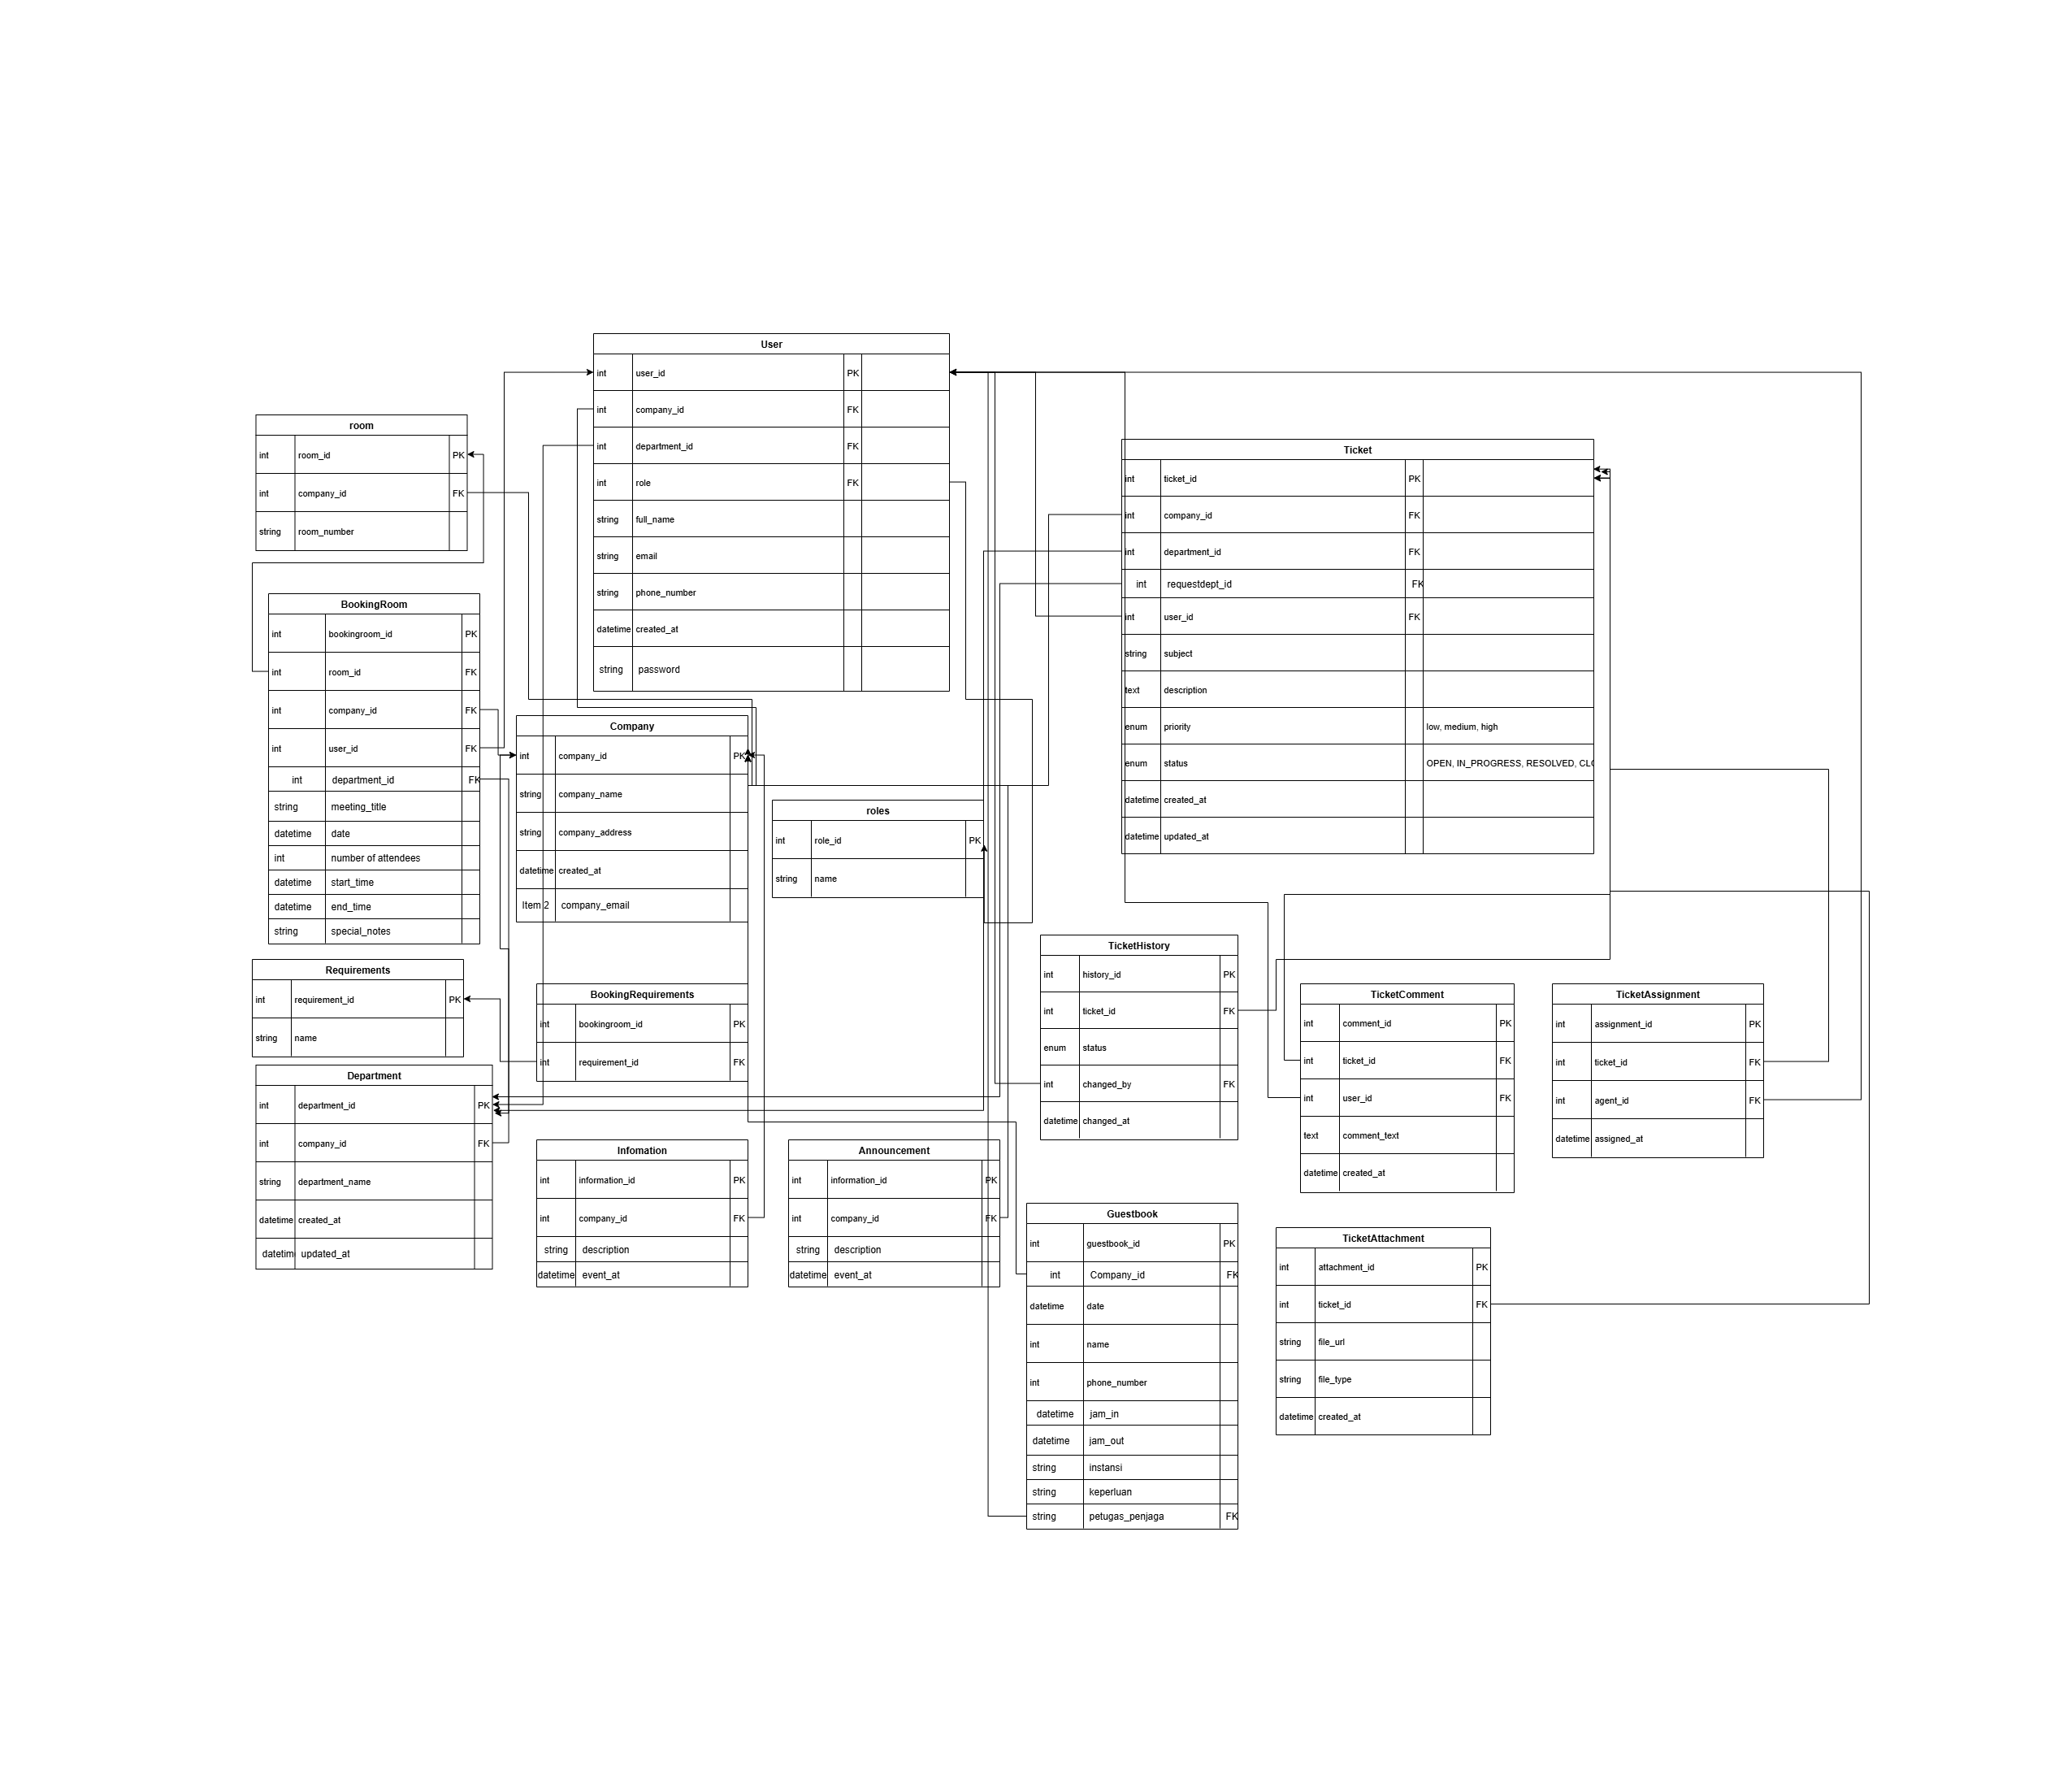 User
int user_id PK
int company_id FK
int department_id FK
int role FK
string full_name
string email
string phone_number
datetime created_at
string password
room
int room_id PK
int company_id FK
string room_number
Ticket
int ticket_id PK
int company_id FK
int department_id FK
int requestdept_id FK
int user_id FK
string subject
text description
enum priority low, medium, high
enum status OPEN, IN_PROGRESS, RESOLVED, CLO
datetime created_at
datetime updated_at
BookingRoom
int bookingroom_id PK
int room_id FK
int company_id FK
int user_id FK
int department_id FK
string meeting_title
datetime date
int number of attendees
datetime start_time
datetime end_time
string special_notes
Company
int company_id PK
string company_name
string company_address
datetime created_at
Item 2 company_email
roles
int role_id PK
string name
Requirements
int requirement_id PK
string name
BookingRequirements
int bookingroom_id PK
int requirement_id FK
TicketHistory
int history_id PK
int ticket_id FK
enum status
int changed_by FK
datetime changed_at
TicketComment
int comment_id PK
int ticket_id FK
int user_id FK
text comment_text
datetime created_at
TicketAssignment
int assignment_id PK
int ticket_id FK
int agent_id FK
datetime assigned_at
Department
int department_id PK
int company_id FK
string department_name
datetime created_at
datetime updated_at
Infomation
int information_id PK
int company_id FK
string description
datetime event_at
Announcement
int information_id PK
int company_id FK
string description
datetime event_at
Guestbook
int guestbook_id PK
int Company_id FK
datetime date
int name
int phone_number
datetime jam_in
datetime jam_out
string instansi
string keperluan
string petugas_penjaga FK
TicketAttachment
int attachment_id PK
int ticket_id FK
string file_url
string file_type
datetime created_at